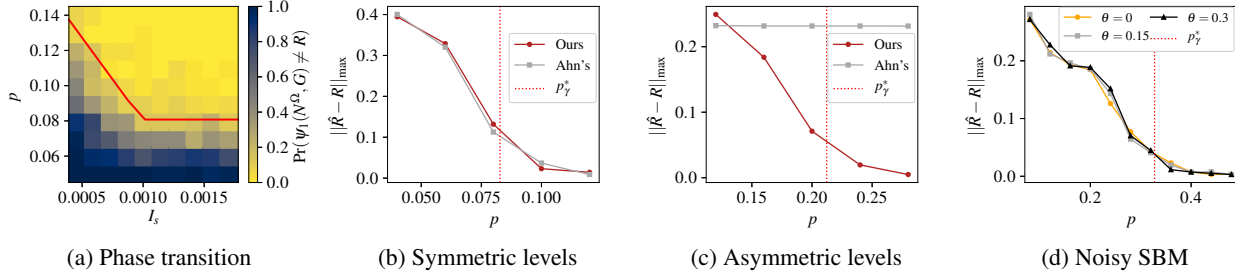 0.14
0.12
0.10
0.08
0.06
p
0.0005
0.0010
0.0015
I_s
1.0
0.8
0.6
0.4
0.2
0.0
Pr(ψ₁(N^Ω, G) ≠ R)
(a) Phase transition
0.4
0.3
0.2
0.1
0.0
||R̂ − R||_max
0.050
0.075
0.100
p
Ours
Ahn's
p*_γ
(b) Symmetric levels
0.2
0.1
0.0
||R̂ − R||_max
0.15
0.20
0.25
p
Ours
Ahn's
p*_γ
(c) Asymmetric levels
0.2
0.1
0.0
||R̂ − R||_max
0.2
0.4
p
θ = 0
θ = 0.15
θ = 0.3
p*_γ
(d) Noisy SBM